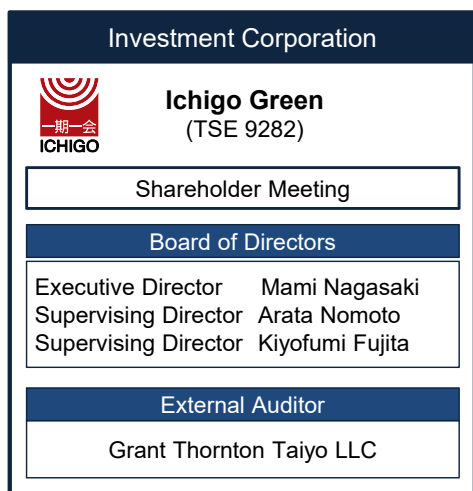 Investment Corporation
一期一会
ICHIGO
Ichigo Green
(TSE 9282)
Shareholder Meeting
Board of Directors
Executive Director Mami Nagasaki
Supervising Director Arata Nomoto
Supervising Director Kiyofumi Fujita
External Auditor
Grant Thornton Taiyo LLC